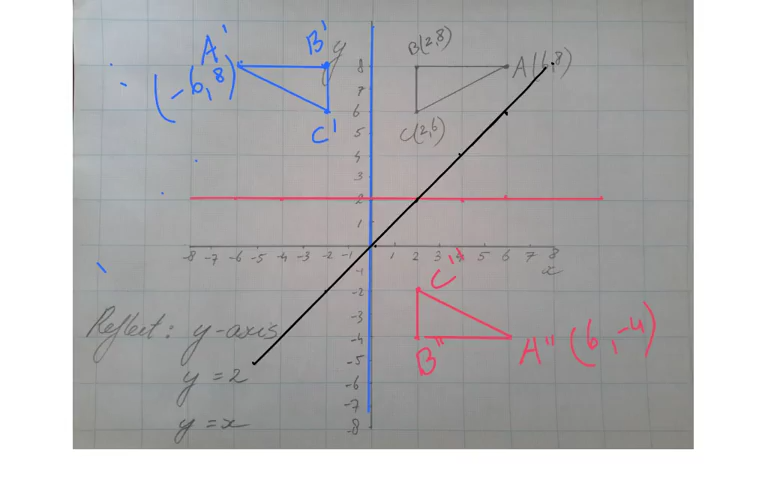 A'
B'
y
B(2,8)
A(6,8)
(-6,8)
C'
C(2,6)
8
7
6
5
4
3
2
1
-8 -7 -6 -5 -4 -3 -2 -1 1 2 3 4 5 6 7 8
x
-1
-2
-3
-4
-5
-6
-7
-8
C''
B''
A'' (6,-4)
Reflect: y-axis
y = 2
y = x